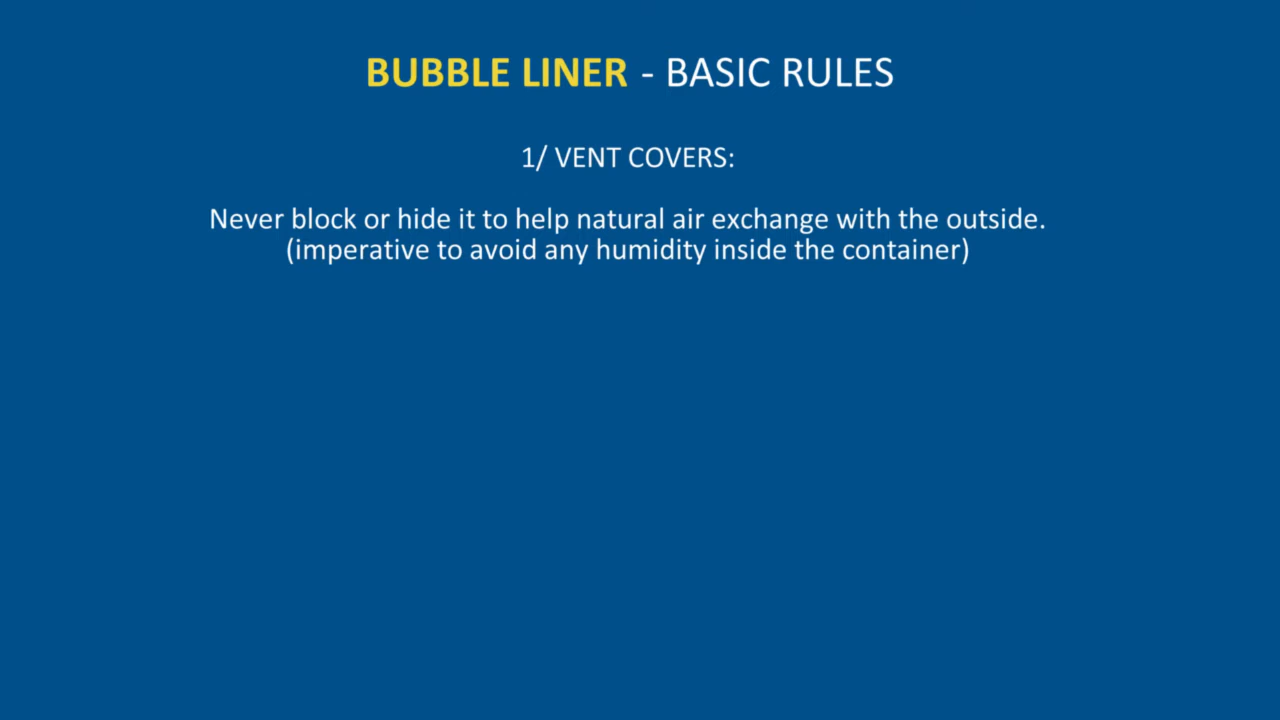 BUBBLE LINER - BASIC RULES
1/ VENT COVERS:
Never block or hide it to help natural air exchange with the outside.
(imperative to avoid any humidity inside the container)